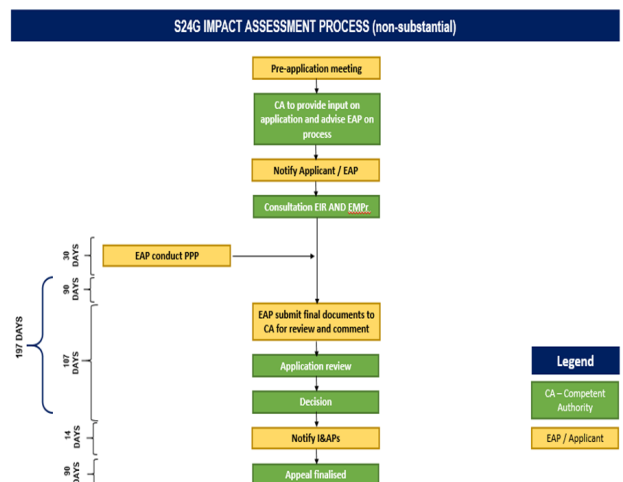 S24G IMPACT ASSESSMENT PROCESS (non-substantial)
Pre-application meeting
CA to provide input on
application and advise EAP on
process
Notify Applicant / EAP
Consultation EIR AND EMPr
30
DAYS
EAP conduct PPP
90
DAYS
197 DAYS
EAP submit final documents to
CA for review and comment
107
DAYS
Application review
Decision
Legend
CA – Competent
Authority
EAP / Applicant
14
DAYS
Notify I&APs
90
DAYS
Appeal finalised